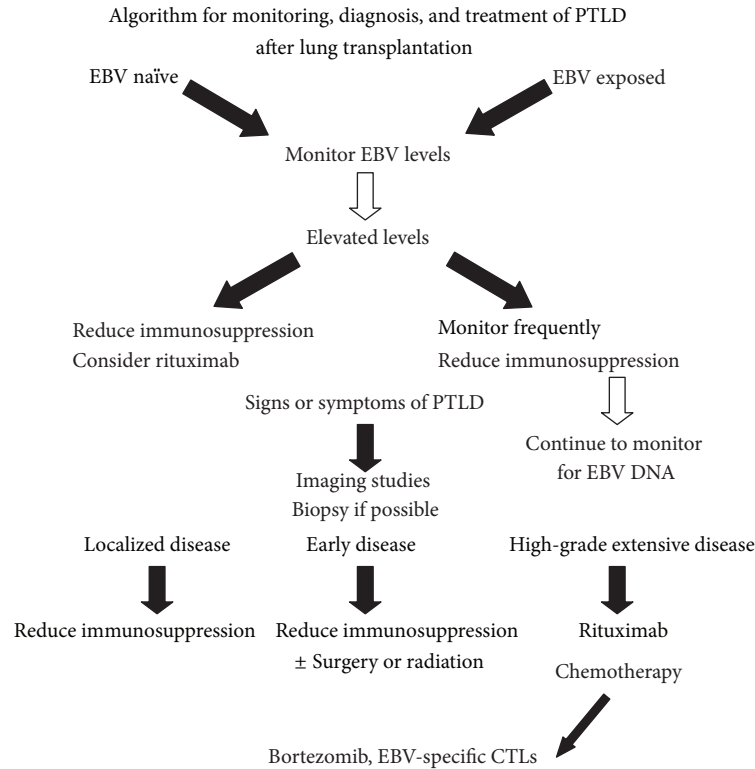 Algorithm for monitoring, diagnosis, and treatment of PTLD
after lung transplantation
EBV naïve
EBV exposed
Monitor EBV levels
Elevated levels
Reduce immunosuppression
Consider rituximab
Monitor frequently
Reduce immunosuppression
Signs or symptoms of PTLD
Continue to monitor
for EBV DNA
Imaging studies
Biopsy if possible
Localized disease
Early disease
High-grade extensive disease
Reduce immunosuppression
Reduce immunosuppression
± Surgery or radiation
Rituximab
Chemotherapy
Bortezomib, EBV-specific CTLs